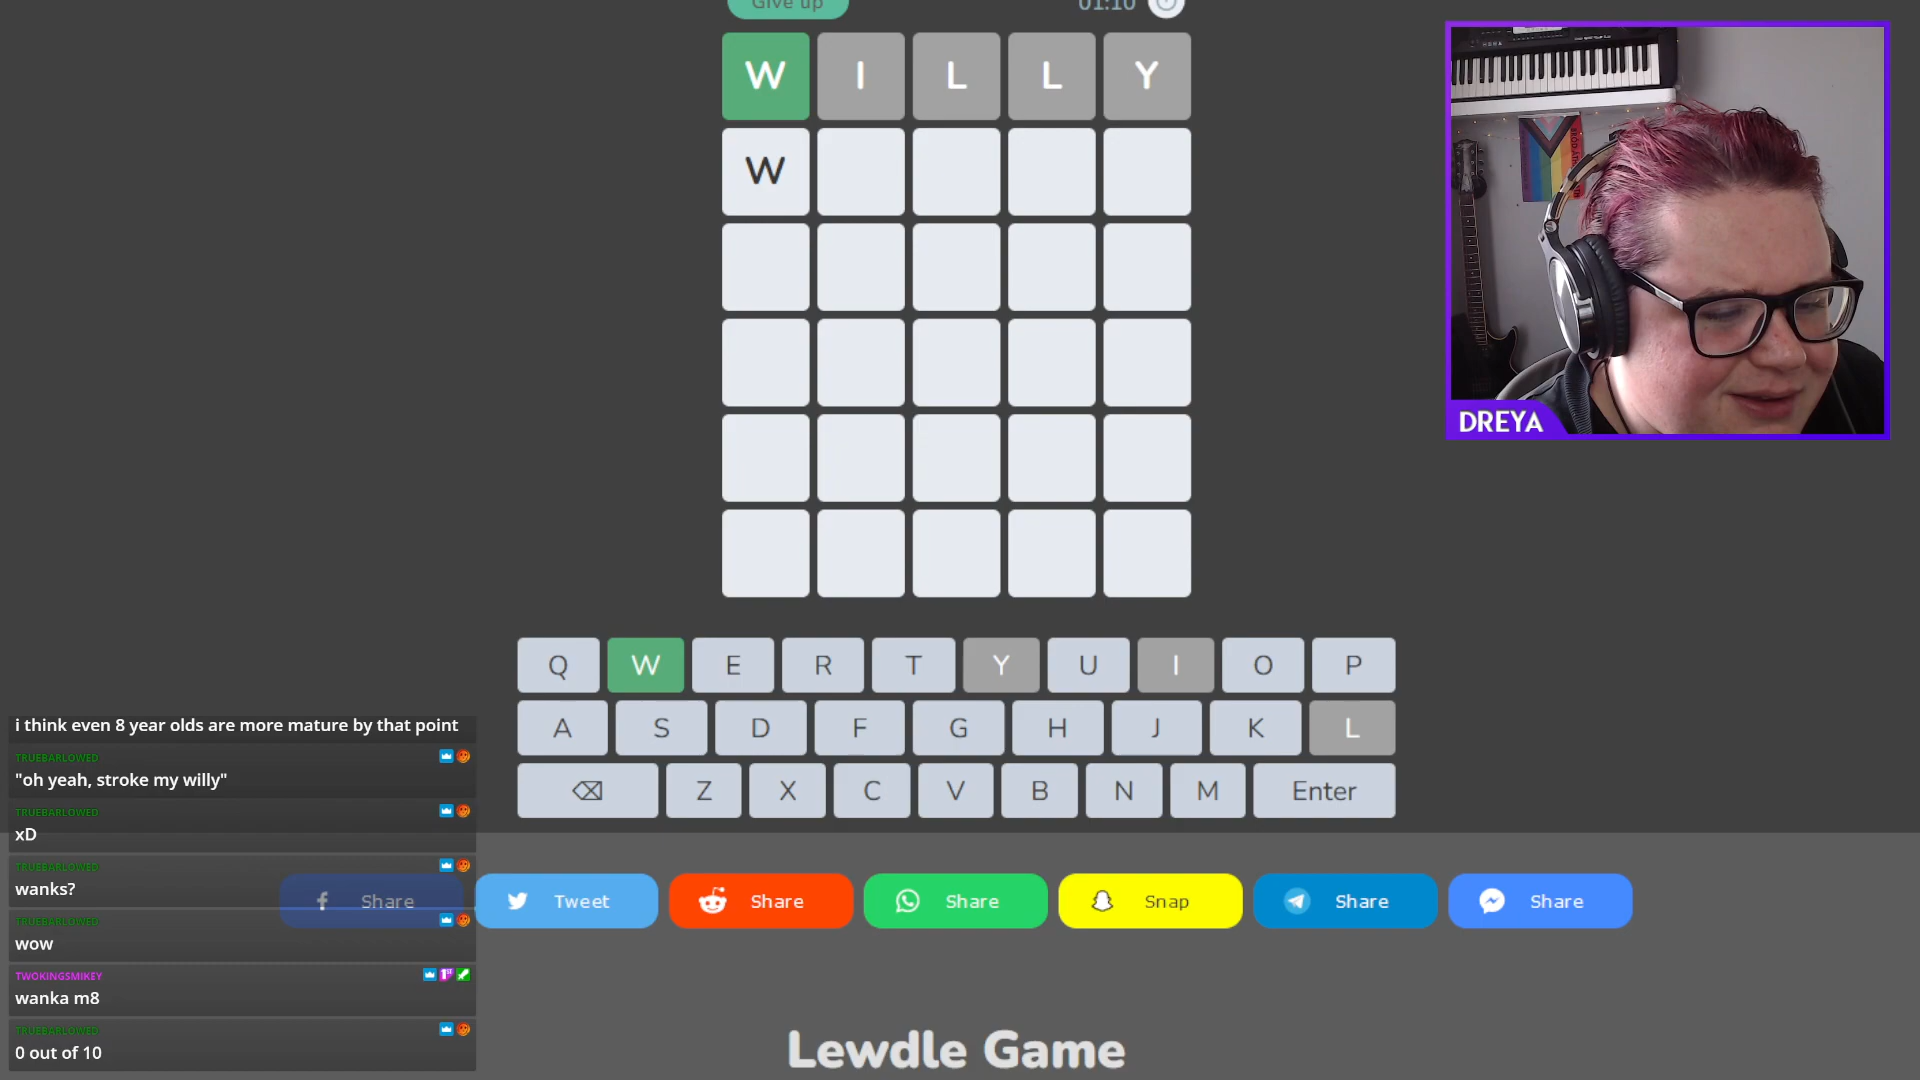 Give up
01:10
W I L L Y
W
Q W E R T Y U I O P
A S D F G H J K L
⌫ Z X C V B N M Enter
DREYA
i think even 8 year olds are more mature by that point
TRUEBARLOWED
"oh yeah, stroke my willy"
TRUEBARLOWED
xD
TRUEBARLOWED
wanks?
TRUEBARLOWED
wow
TWOKINGSMIKEY
wanka m8
TRUEBARLOWED
0 out of 10
Share Tweet Share Share Snap Share Share
Lewdle Game